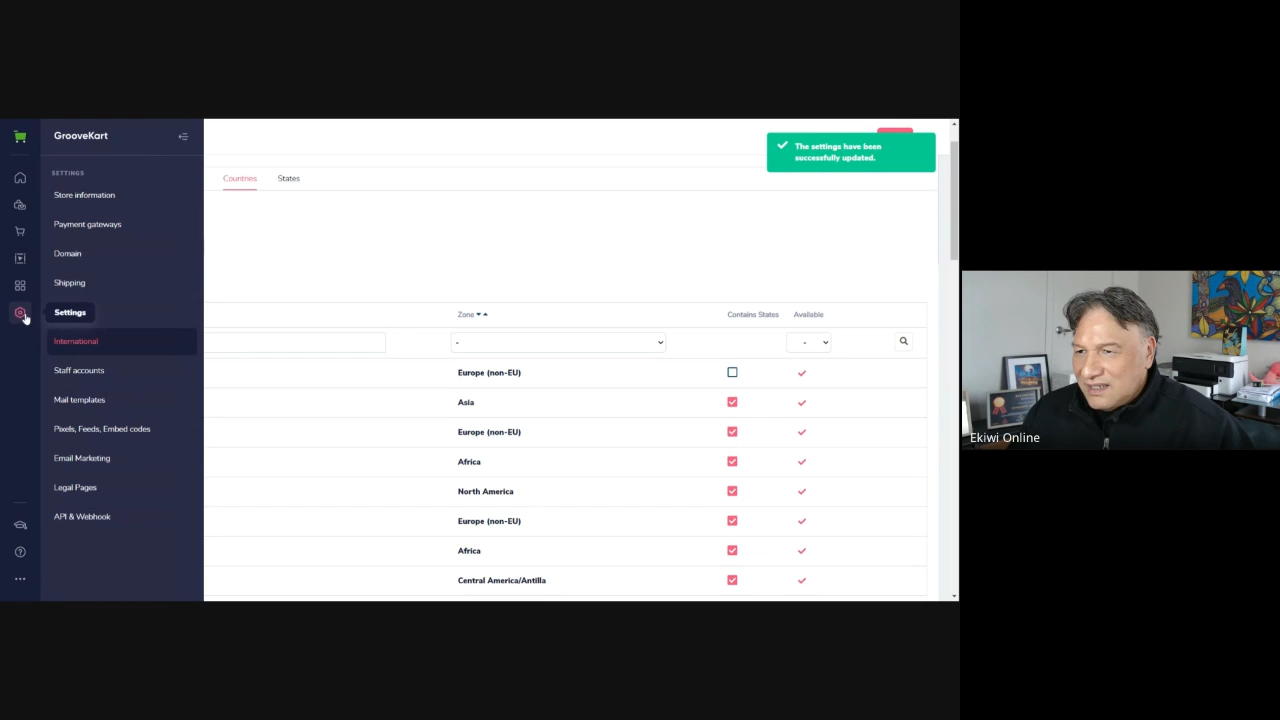 GrooveKart
SETTINGS
Store information
Payment gateways
Domain
Shipping
Settings
International
Staff accounts
Mail templates
Pixels, Feeds, Embed codes
Email Marketing
Legal Pages
API & Webhook
The settings have been
successfully updated.
Countries States
Zone Contains States Available
- -
Europe (non-EU)
Asia
Europe (non-EU)
Africa
North America
Europe (non-EU)
Africa
Central America/Antilla
Ekiwi Online